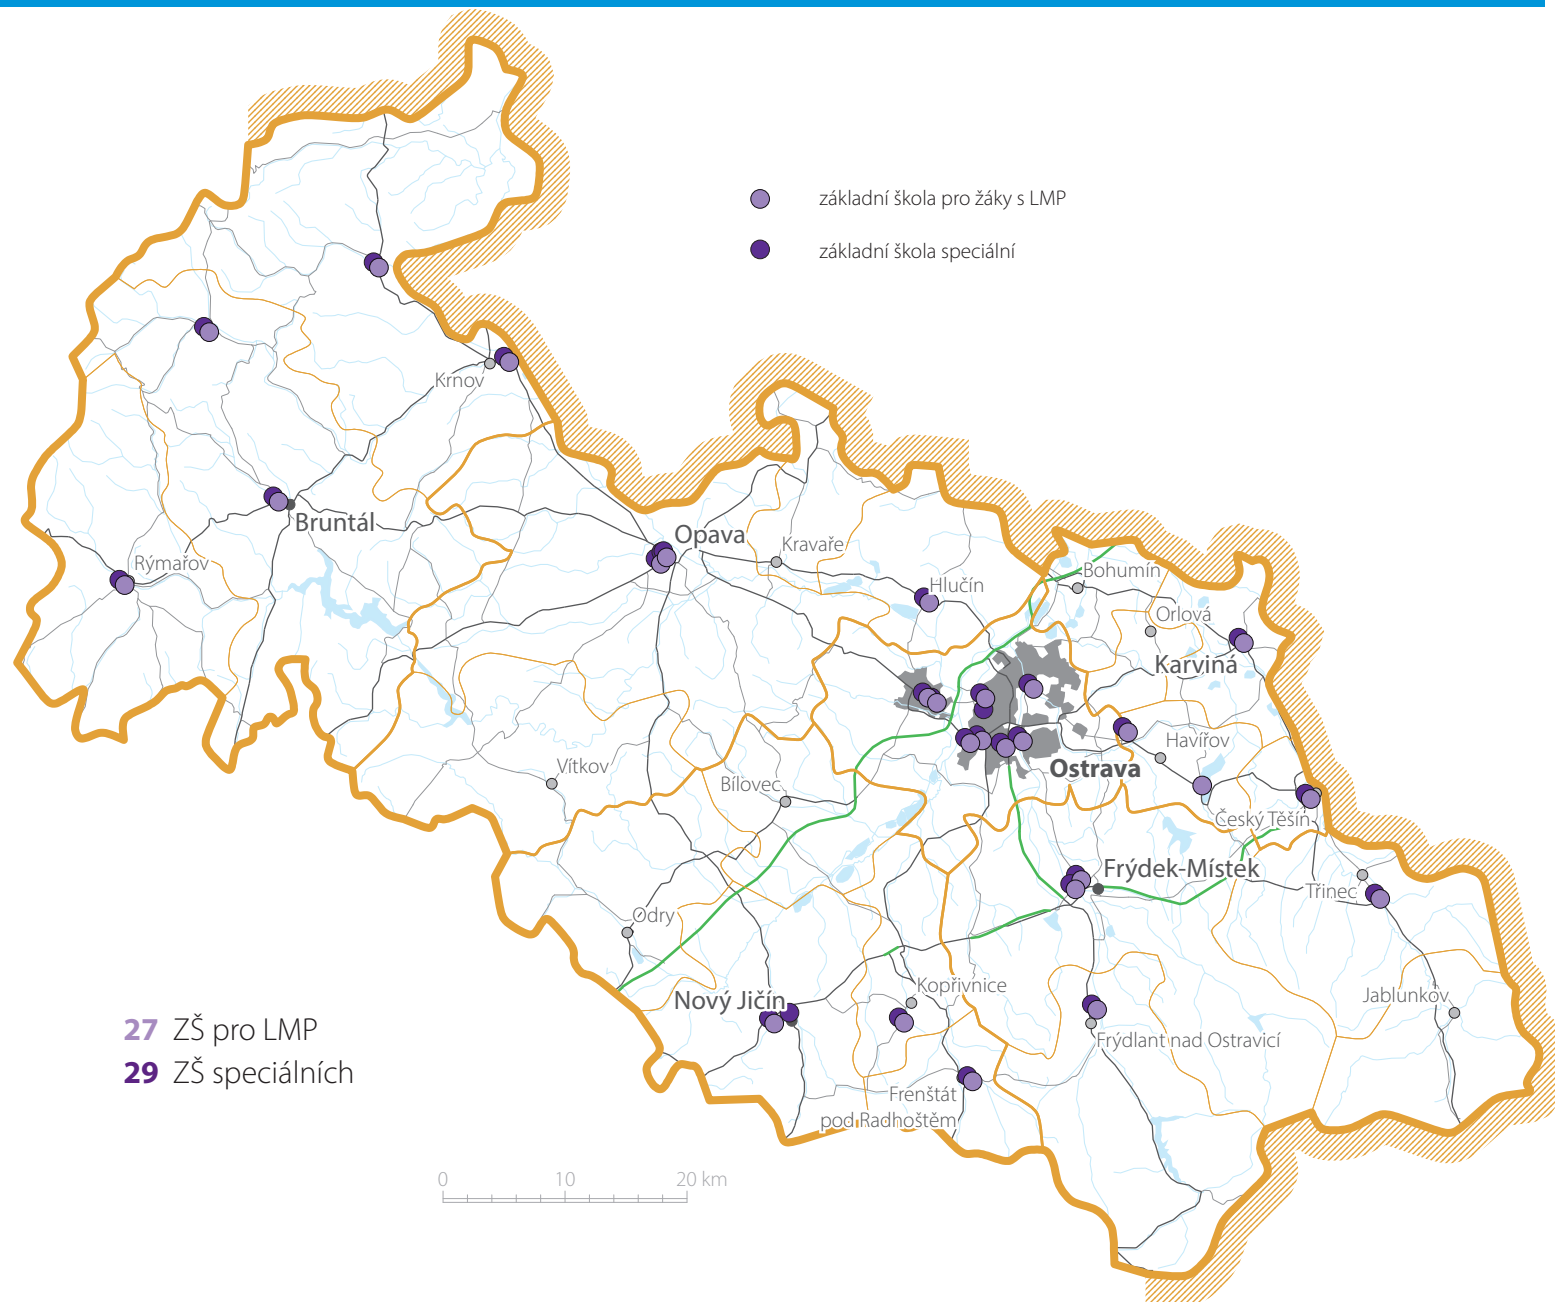 základní škola pro žáky s LMP
základní škola speciální
Krnov
Bruntál
Opava
Kravaře
Rýmařov
Hlučín
Bohumín
Orlová
Karviná
Havířov
Ostrava
Vítkov
Bílovec
Český Těšín
Frýdek-Místek
Třinec
Odry
Nový Jičín
Kopřivnice
Jablunkov
27 ZŠ pro LMP
29 ZŠ speciálních
Frýdlant nad Ostravicí
Frenštát
pod Radhoštěm
0 10 20 km